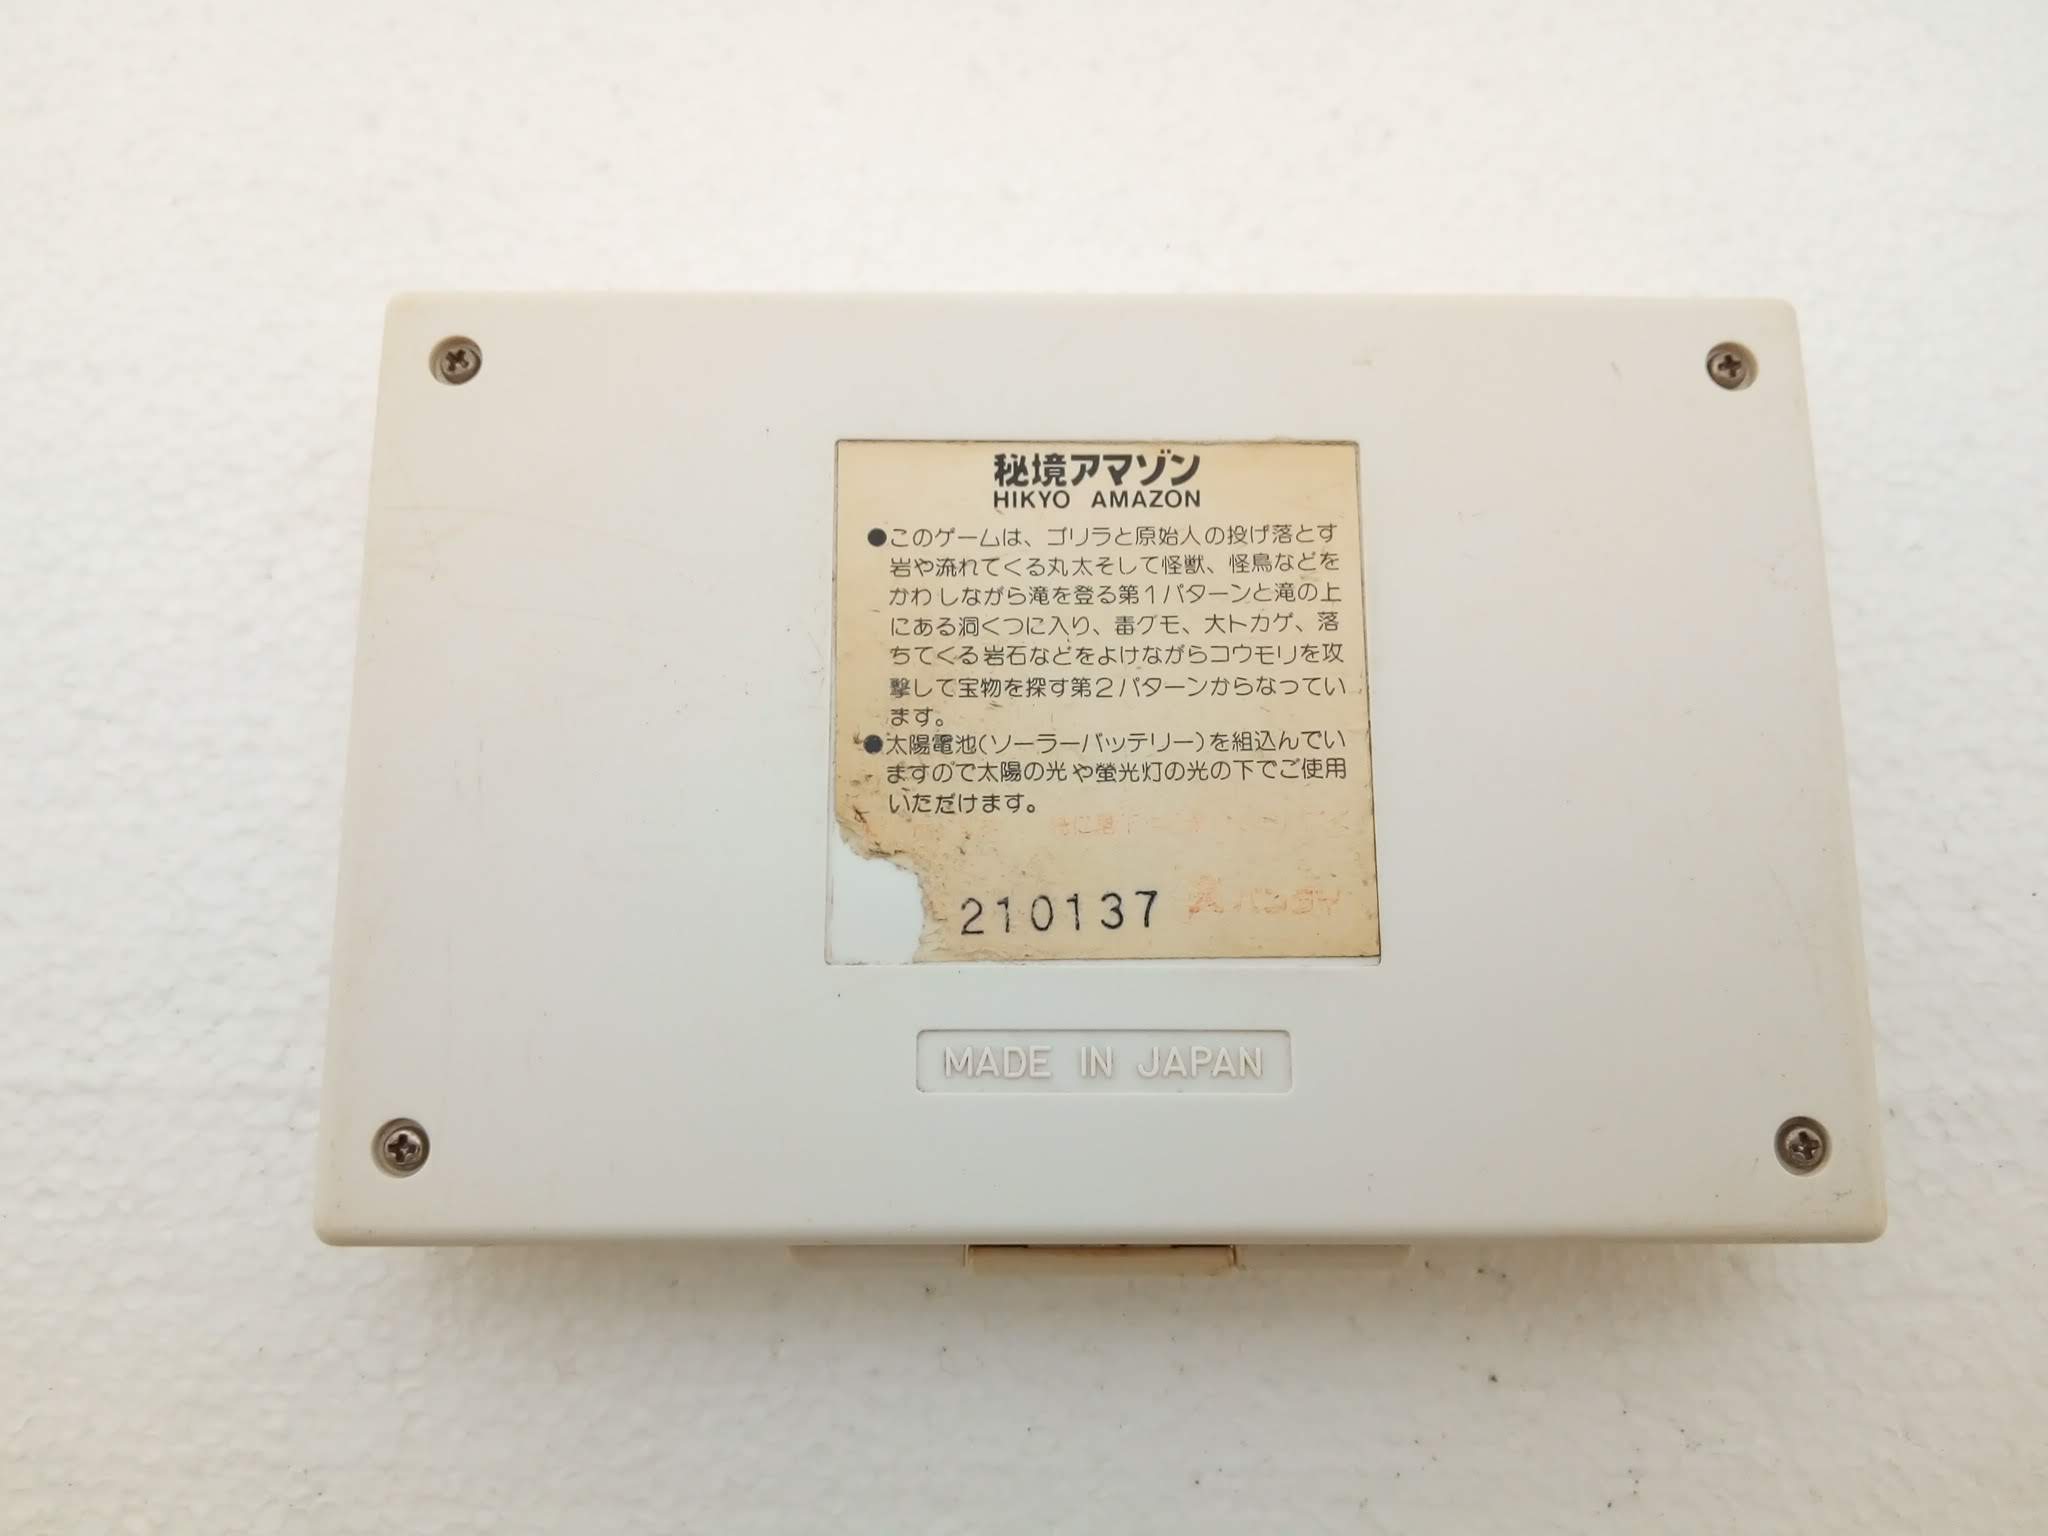 秘境アマゾン
HIKYO AMAZON
●このゲームは、ゴリラと原始人の投げ落とす
岩や流れてくる丸太そして怪獣、怪鳥などを
かわしながら滝を登る第1パターンと滝の上
にある洞くつに入り、毒グモ、大トカゲ、落
ちてくる岩石などをよけながらコウモリを攻
撃して宝物を探す第2パターンからなってい
ます。
●太陽電池(ソーラーバッテリー)を組込んでい
ますので太陽の光や螢光灯の光の下でご使用
いただけます。
210137 バンダイ
MADE IN JAPAN